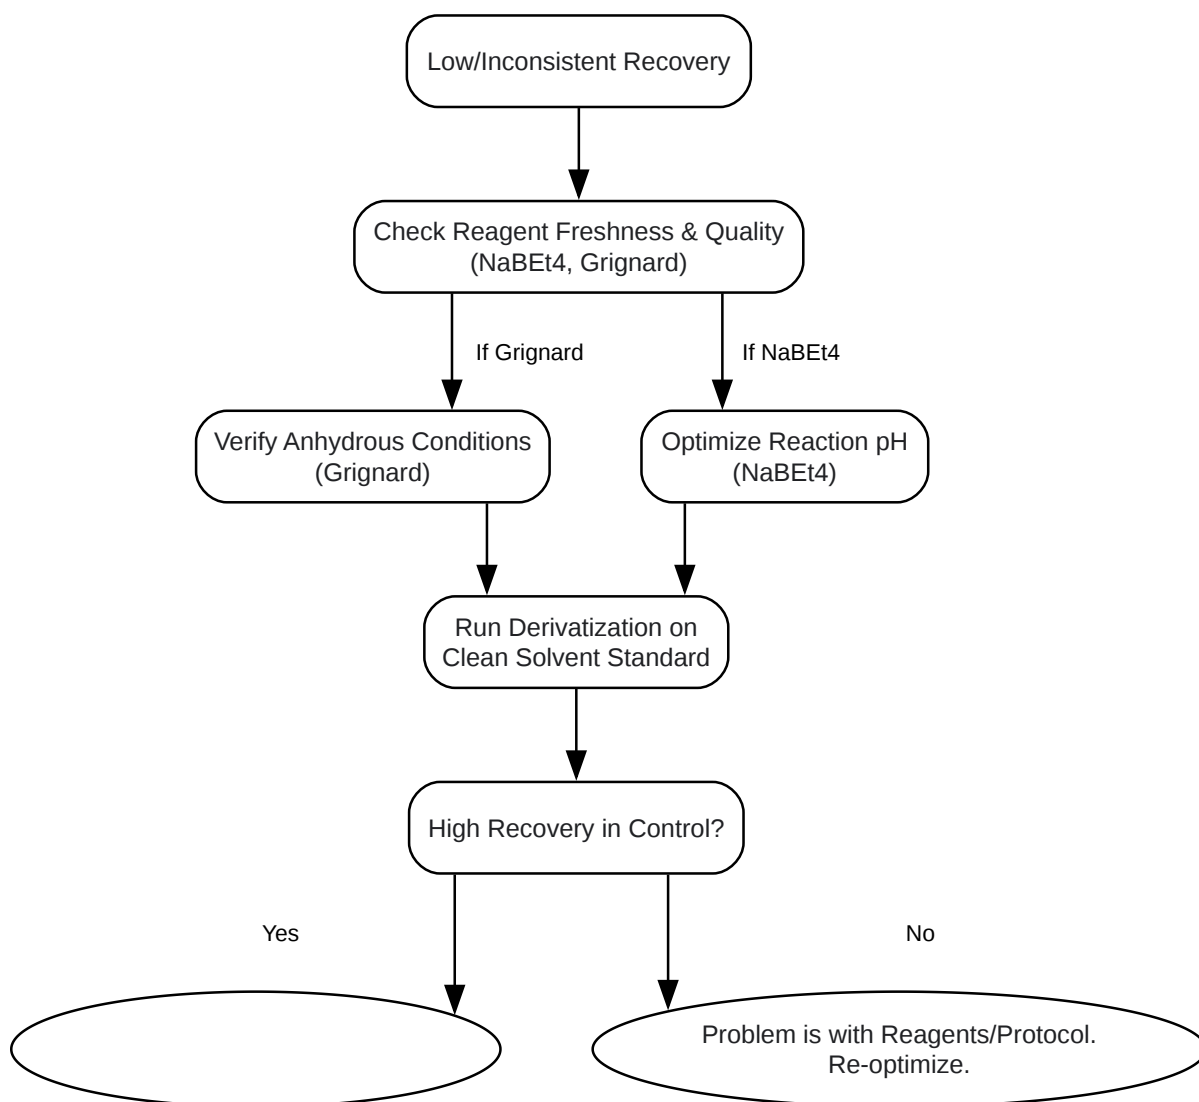 Low/Inconsistent Recovery
Check Reagent Freshness & Quality
(NaBEt4, Grignard)
If Grignard
If NaBEt4
Verify Anhydrous Conditions
(Grignard)
Optimize Reaction pH
(NaBEt4)
Run Derivatization on
Clean Solvent Standard
High Recovery in Control?
Yes
No
Problem is with Reagents/Protocol.
Re-optimize.